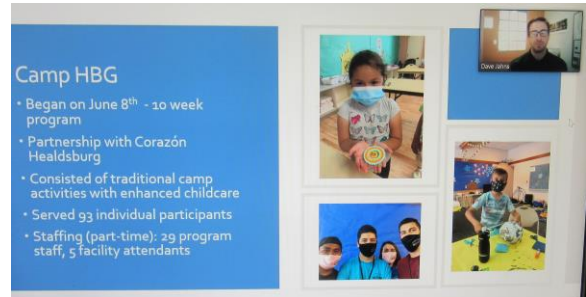 Camp HBG
• Began on June 8th - 10 week
program
• Partnership with Corazón
Healdsburg
• Consisted of traditional camp
activities with enhanced childcare
• Served 93 individual participants
• Staffing (part-time): 29 program
staff, 5 facility attendants
Dave Jahns